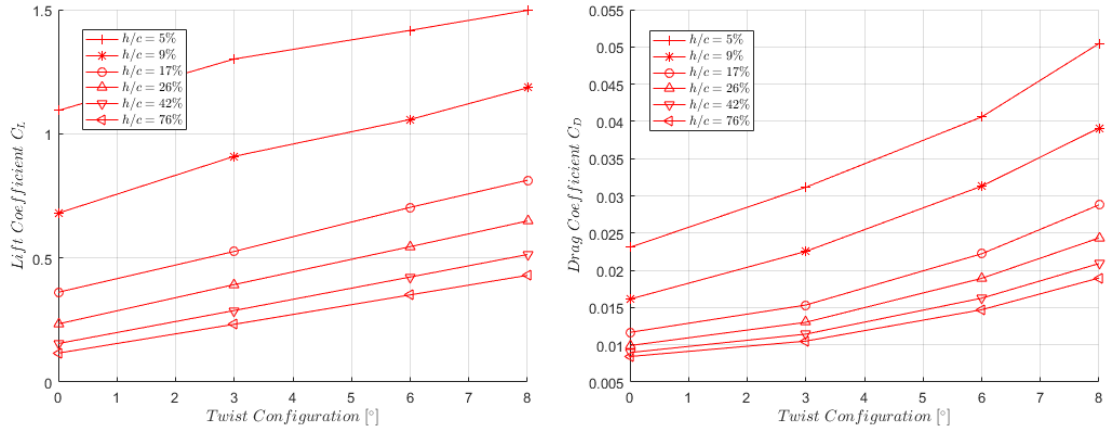 1.5
1
0.5
0
Lift Coefficient C_L
h/c = 5%
h/c = 9%
h/c = 17%
h/c = 26%
h/c = 42%
h/c = 76%
0 1 2 3 4 5 6 7 8
Twist Configuration [°]
0.055
0.05
0.045
0.04
0.035
0.03
0.025
0.02
0.015
0.01
0.005
Drag Coefficient C_D
h/c = 5%
h/c = 9%
h/c = 17%
h/c = 26%
h/c = 42%
h/c = 76%
0 1 2 3 4 5 6 7 8
Twist Configuration [°]